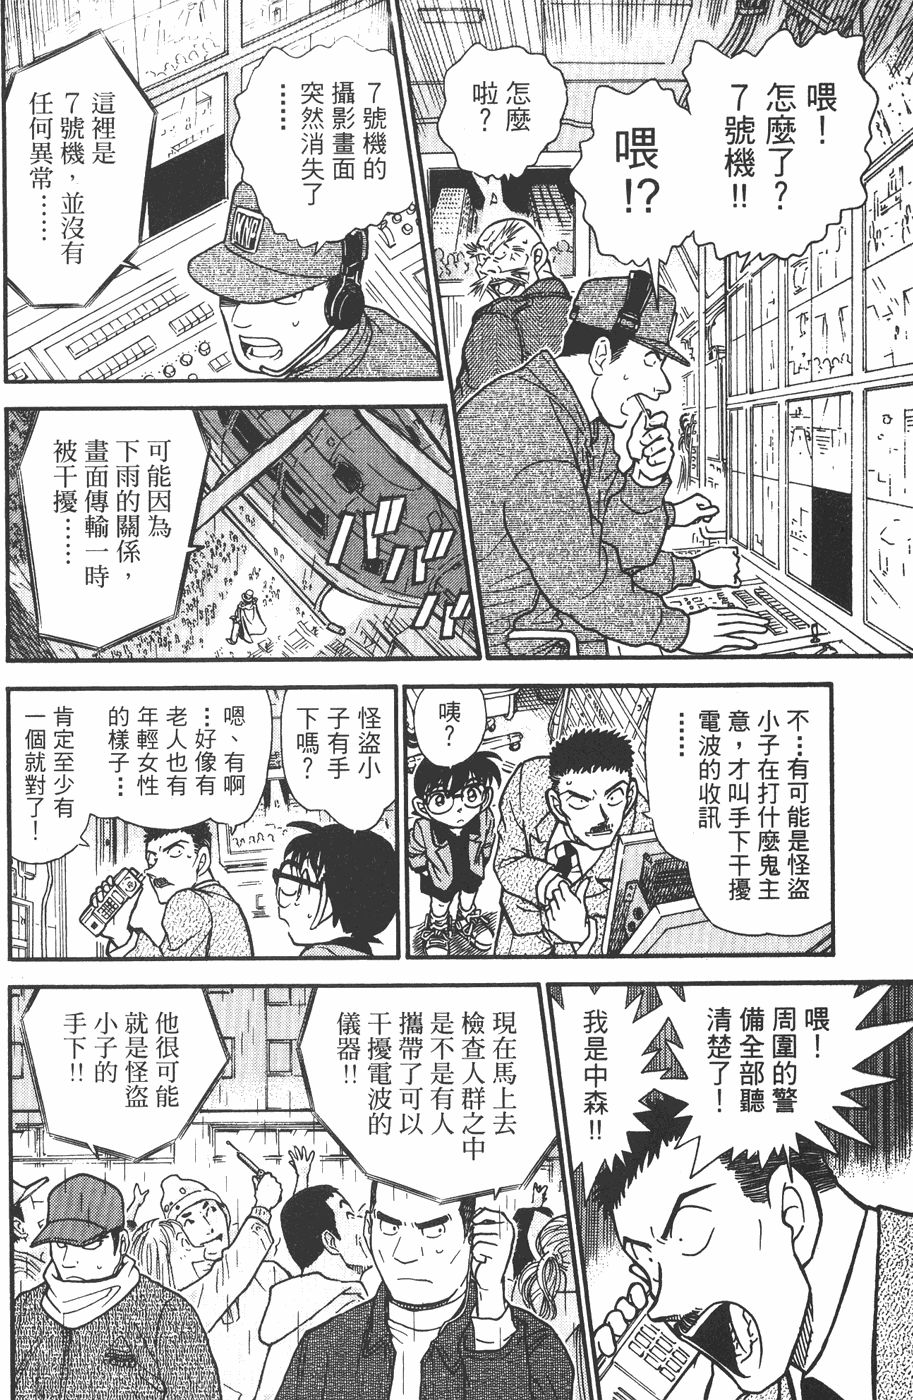 喂！
怎麼了？
7號機!!
喂!?
怎麼
啦？
7號機的
攝影畫面
突然消失了
……
這裡是
7號機，並沒有
任何異常……
可能因為
下雨的關係，
畫面傳輸一時
被干擾……
バババ
不…有可能是怪盜
小子在打什麼鬼主
意，才叫手下干擾
電波的收訊
……
咦？
怪盜小
子有手
下嗎？
嗯、有啊
…好像有
老人也有
年輕女性
的樣子…
肯定至少有
一個就對了！
喂！
周圍的警
備全部聽
清楚了！
我是中森!!
現在馬上去
檢查人群之中
是不是有人
攜帶了可以
干擾電波的
儀器!!
他很可能
就是怪盜
小子的
手下!!